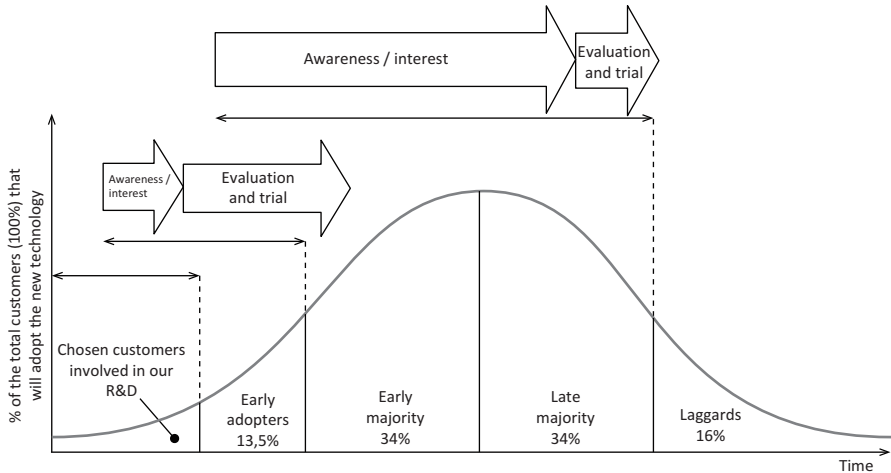 Awareness / interest
Evaluation
and trial
Awareness /
interest
Evaluation
and trial
% of the total customers (100%) that
will adopt the new technology
Chosen customers
involved in our
R&D
Early
adopters
13,5%
Early
majority
34%
Late
majority
34%
Laggards
16%
Time